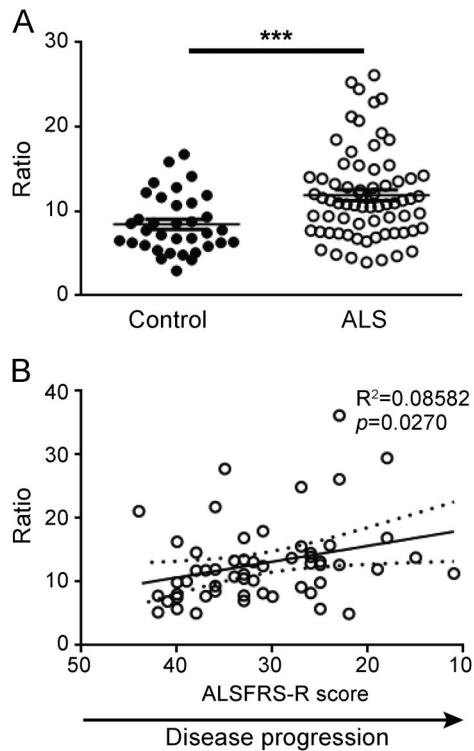 A
***
30
20
10
0
Ratio
Control
ALS
B
R²=0.08582
p=0.0270
40
30
20
10
0
Ratio
50
40
30
20
10
ALSFRS-R score
Disease progression